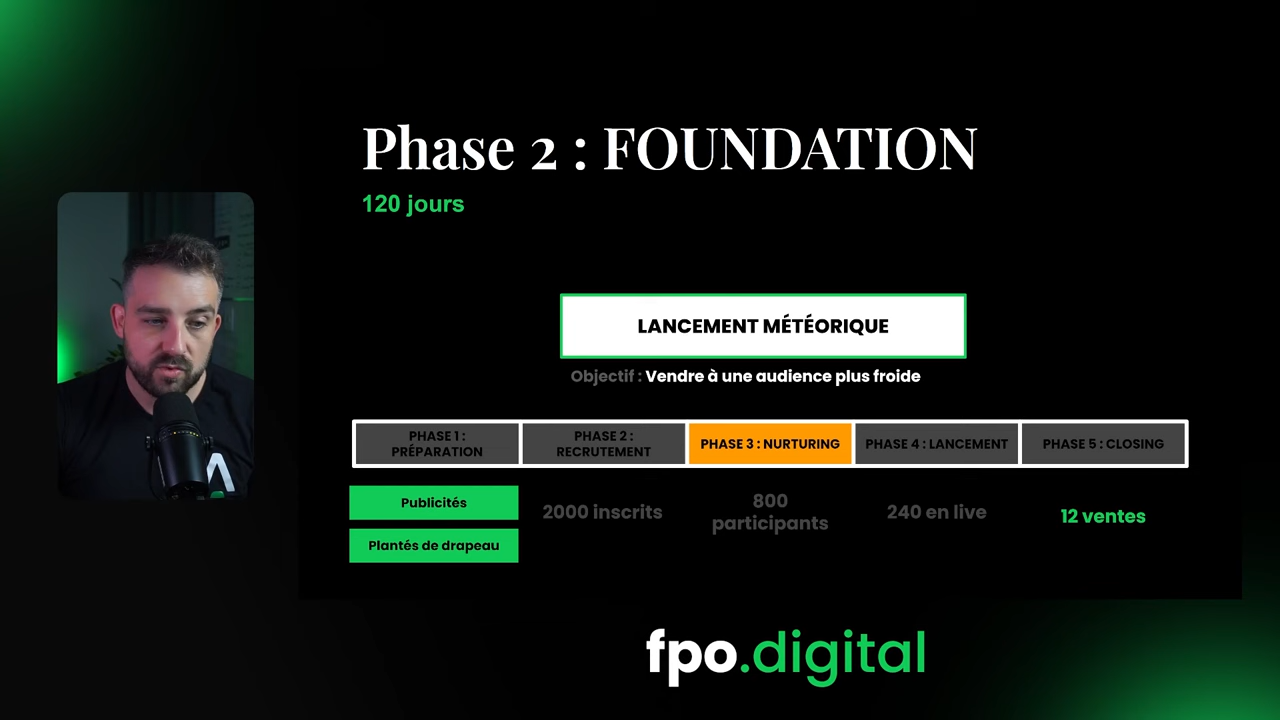 Phase 2 : FOUNDATION
120 jours
LANCEMENT MÉTÉORIQUE
Objectif : Vendre à une audience plus froide
PHASE 1 :
PRÉPARATION
PHASE 2 :
RECRUTEMENT
PHASE 3 : NURTURING
PHASE 4 : LANCEMENT
PHASE 5 : CLOSING
Publicités
Plantés de drapeau
2000 inscrits
800
participants
240 en live
12 ventes
fpo.digital